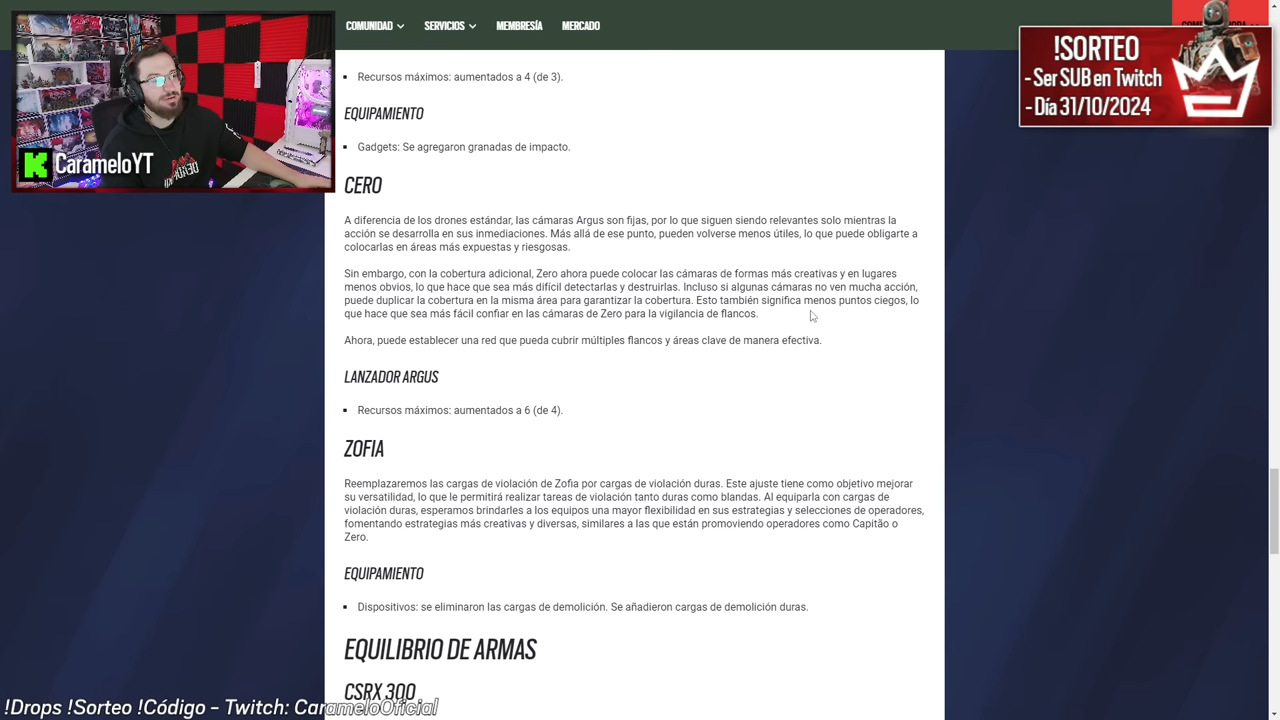 COMUNIDAD
SERVICIOS
MEMBRESÍA
MERCADO
!SORTEO
- Ser SUB en Twitch
- Día 31/10/2024
CarameloYT
Recursos máximos: aumentados a 4 (de 3).
EQUIPAMIENTO
Gadgets: Se agregaron granadas de impacto.
CERO
A diferencia de los drones estándar, las cámaras Argus son fijas, por lo que siguen siendo relevantes solo mientras la
acción se desarrolla en sus inmediaciones. Más allá de ese punto, pueden volverse menos útiles, lo que puede obligarte a
colocarlas en áreas más expuestas y riesgosas.
Sin embargo, con la cobertura adicional, Zero ahora puede colocar las cámaras de formas más creativas y en lugares
menos obvios, lo que hace que sea más difícil detectarlas y destruirlas. Incluso si algunas cámaras no ven mucha acción,
puede duplicar la cobertura en la misma área para garantizar la cobertura. Esto también significa menos puntos ciegos, lo
que hace que sea más fácil confiar en las cámaras de Zero para la vigilancia de flancos.
Ahora, puede establecer una red que pueda cubrir múltiples flancos y áreas clave de manera efectiva.
LANZADOR ARGUS
Recursos máximos: aumentados a 6 (de 4).
ZOFIA
Reemplazaremos las cargas de violación de Zofia por cargas de violación duras. Este ajuste tiene como objetivo mejorar
su versatilidad, lo que le permitirá realizar tareas de violación tanto duras como blandas. Al equiparla con cargas de
violación duras, esperamos brindarles a los equipos una mayor flexibilidad en sus estrategias y selecciones de operadores,
fomentando estrategias más creativas y diversas, similares a las que están promoviendo operadores como Capitão o
Zero.
EQUIPAMIENTO
Dispositivos: se eliminaron las cargas de demolición. Se añadieron cargas de demolición duras.
EQUILIBRIO DE ARMAS
CSRX 300
!Drops !Sorteo !Código - Twitch: CarameloOficial